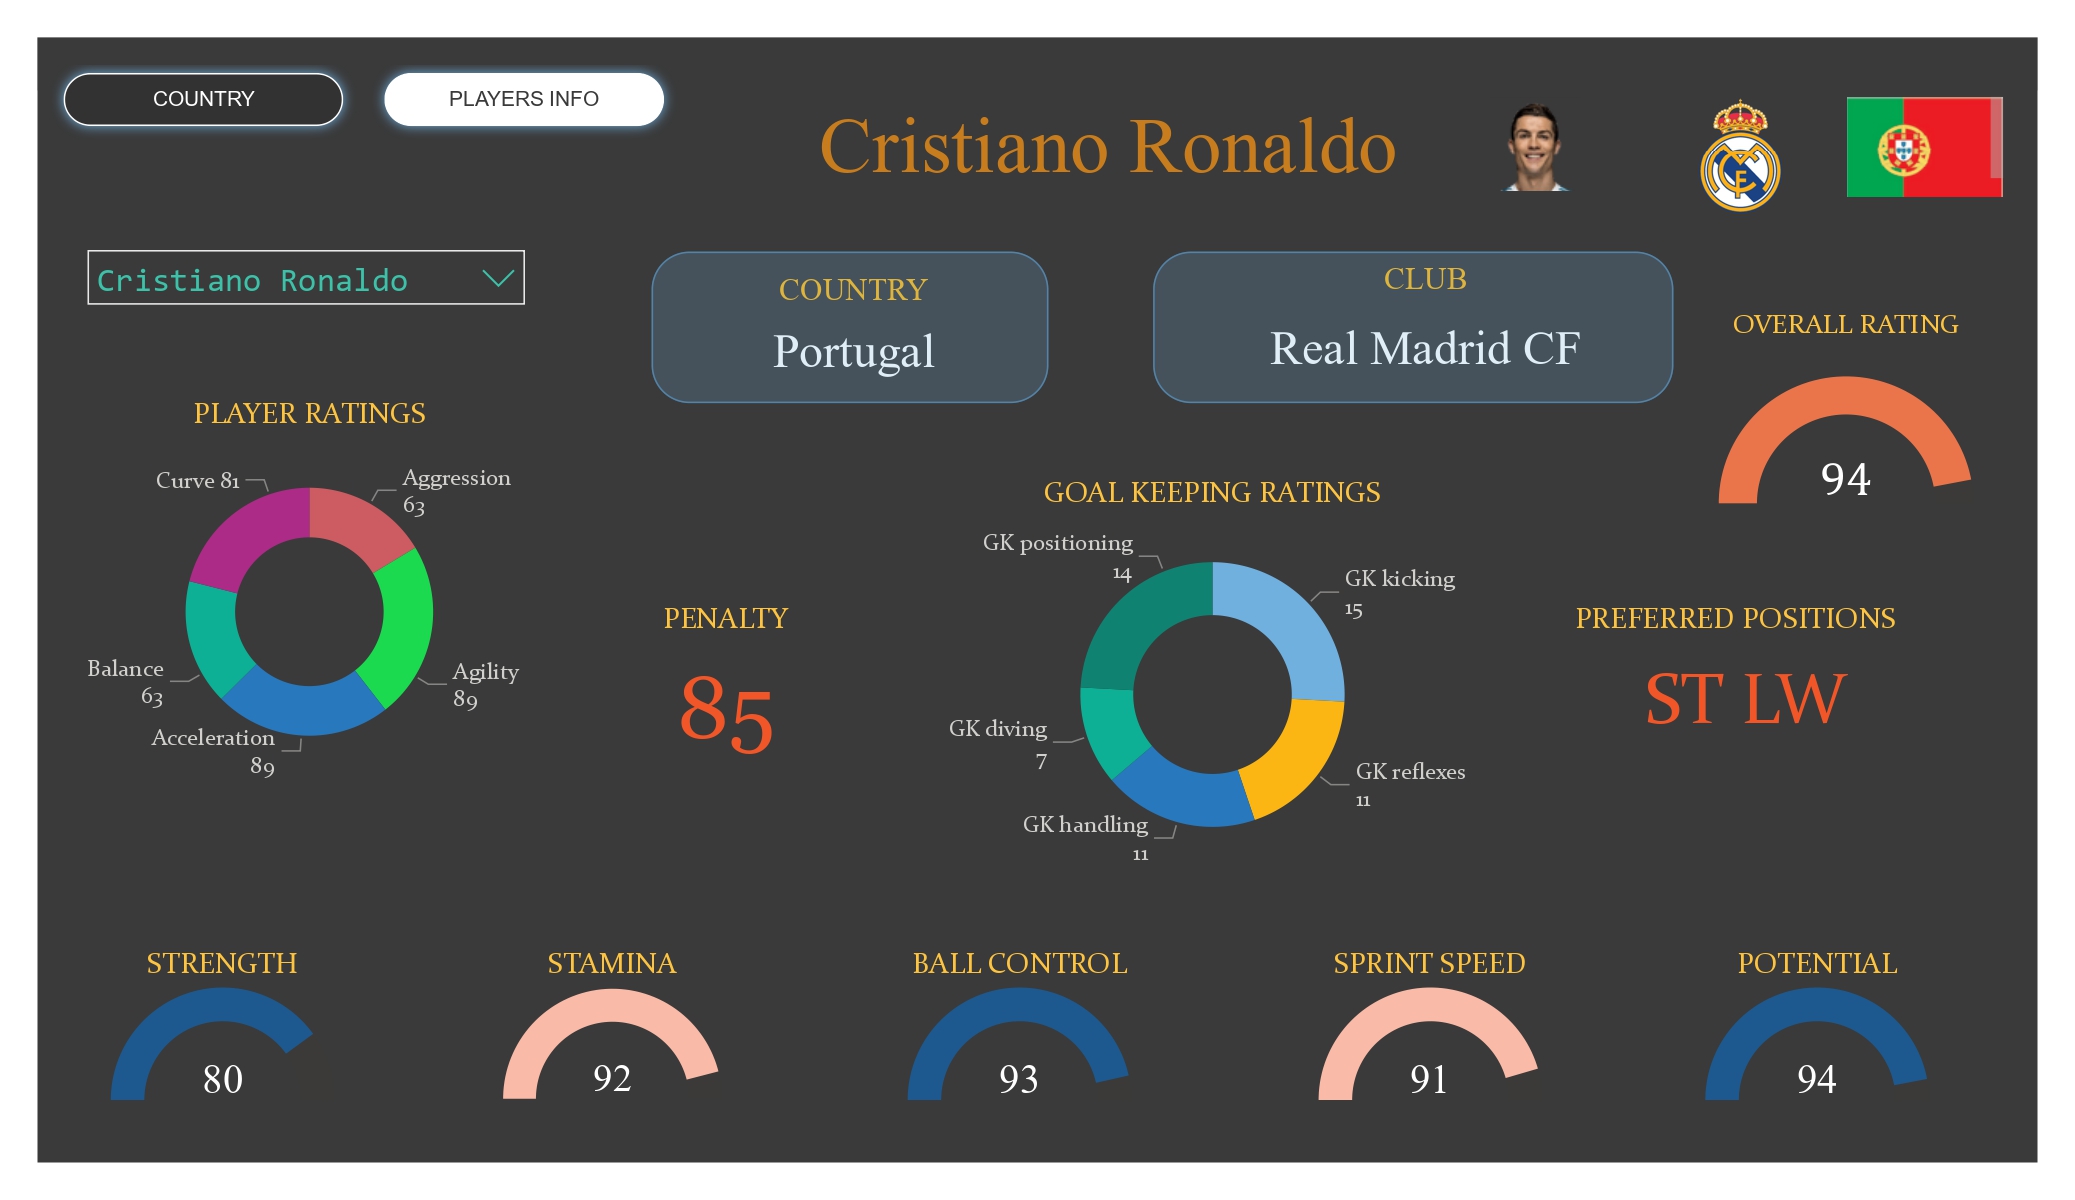 COUNTRY
PLAYERS INFO
Cristiano Ronaldo
Cristiano Ronaldo
COUNTRY
Portugal
CLUB
Real Madrid CF
OVERALL RATING
94
PLAYER RATINGS
Curve 81
Aggression
63
Balance
63
Agility
89
Acceleration
89
PENALTY
85
GOAL KEEPING RATINGS
GK positioning
14
GK kicking
15
GK diving
7
GK reflexes
11
GK handling
11
PREFERRED POSITIONS
ST LW
STRENGTH
80
STAMINA
92
BALL CONTROL
93
SPRINT SPEED
91
POTENTIAL
94